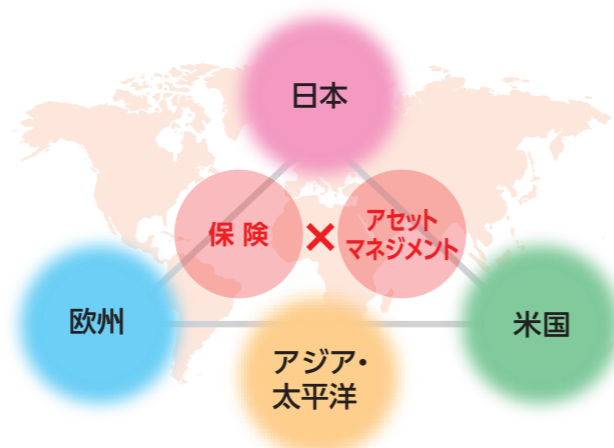 日本
保険
×
アセット
マネジメント
欧州
アジア・
太平洋
米国